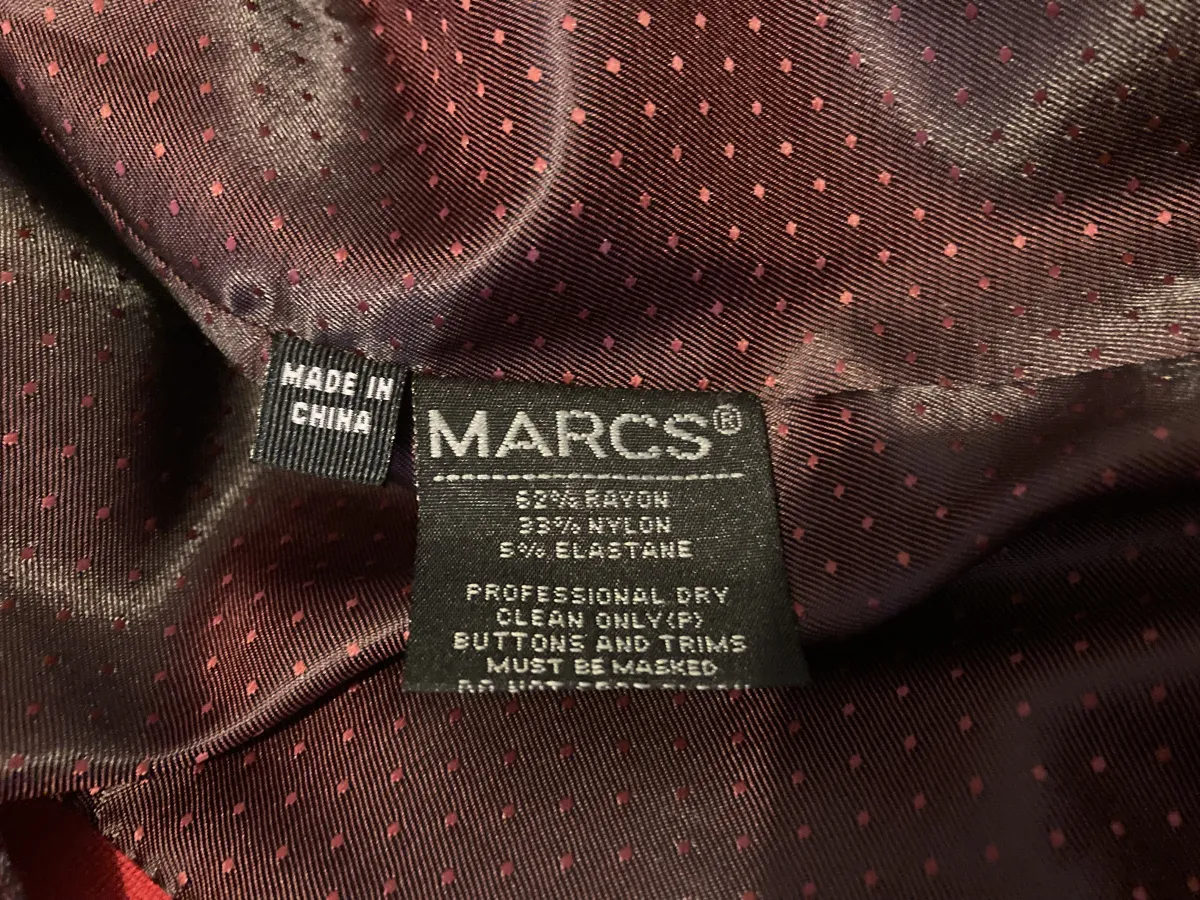 MADE IN
CHINA
MARCS®
62% RAYON
33% NYLON
5% ELASTANE
PROFESSIONAL DRY
CLEAN ONLY(P)
BUTTONS AND TRIMS
MUST BE MASKED